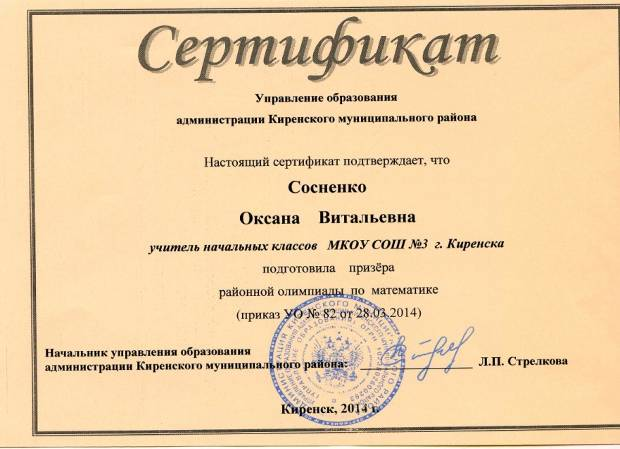 Сертификат
Управление образования
администрации Киренского муниципального района
Настоящий сертификат подтверждает, что
Сосненко
Оксана Витальевна
учитель начальных классов МКОУ СОШ №3 г. Киренска
подготовила призёра
районной олимпиады по математике
(приказ УО № 82 от 28.03.2014)
Начальник управления образования
администрации Киренского муниципального района: Л.П. Стрелкова
Киренск, 2014 г.